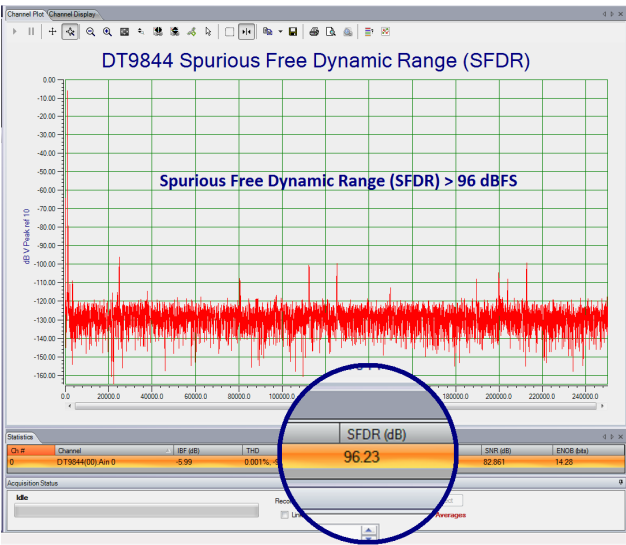 Channel Plot Channel Display
DT9844 Spurious Free Dynamic Range (SFDR)
0.00
-10.00
-20.00
-30.00
-40.00
-50.00
-60.00
-70.00
-80.00
-90.00
-100.00
-110.00
-120.00
-130.00
-140.00
-150.00
-160.00
dB V Peak ref 10
Spurious Free Dynamic Range (SFDR) > 96 dBFS
0.0 20000.0 40000.0 60000.0 80000.0 200000.0 220000.0 240000.0
Statistics
Ch # Channel IBF (dB) THD SFDR (dB) SNR (dB) ENOB (bits)
0 DT9844(00).Ain 0 -5.99 0.001%, 96.23 82.861 14.28
Acquisition Status
Idle
Averages